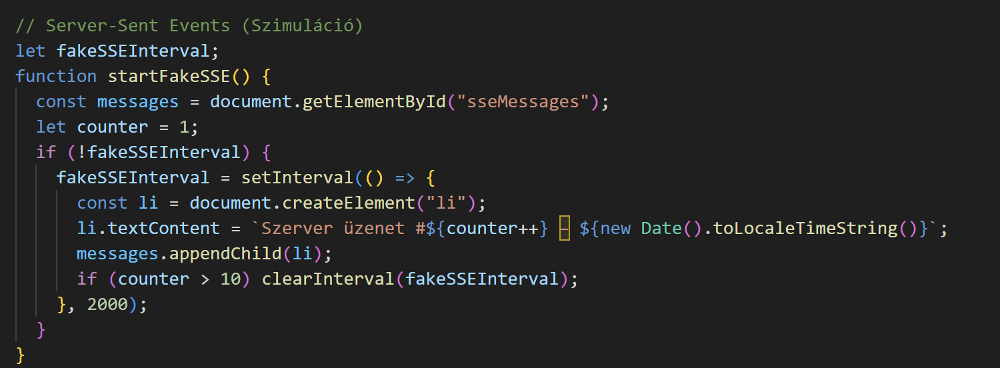 // Server-Sent Events (Szimuláció)
let fakeSSEInterval;
function startFakeSSE() {
  const messages = document.getElementById("sseMessages");
  let counter = 1;
  if (!fakeSSEInterval) {
    fakeSSEInterval = setInterval(() => {
      const li = document.createElement("li");
      li.textContent = `Szerver üzenet #${counter++} – ${new Date().toLocaleTimeString()}`;
      messages.appendChild(li);
      if (counter > 10) clearInterval(fakeSSEInterval);
    }, 2000);
  }
}